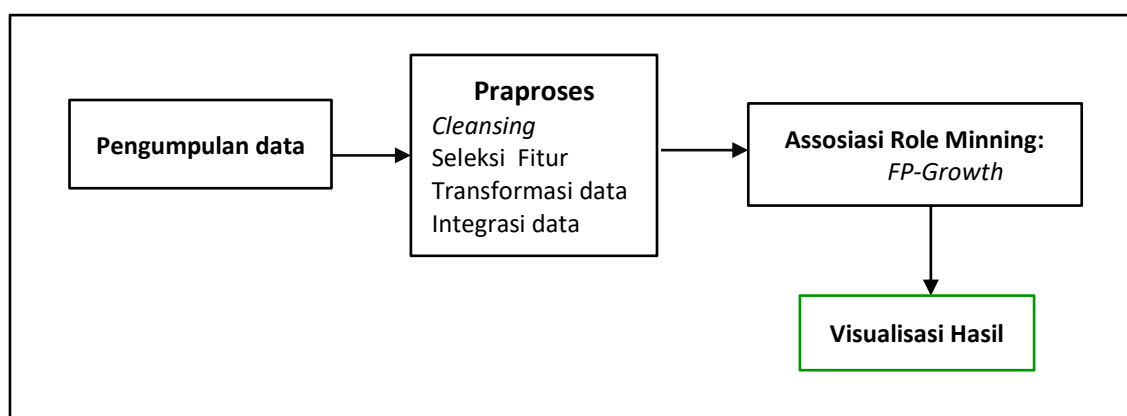 Pengumpulan data
Praproses
Cleansing
Seleksi Fitur
Transformasi data
Integrasi data
Assosiasi Role Minning:
FP-Growth
Visualisasi Hasil